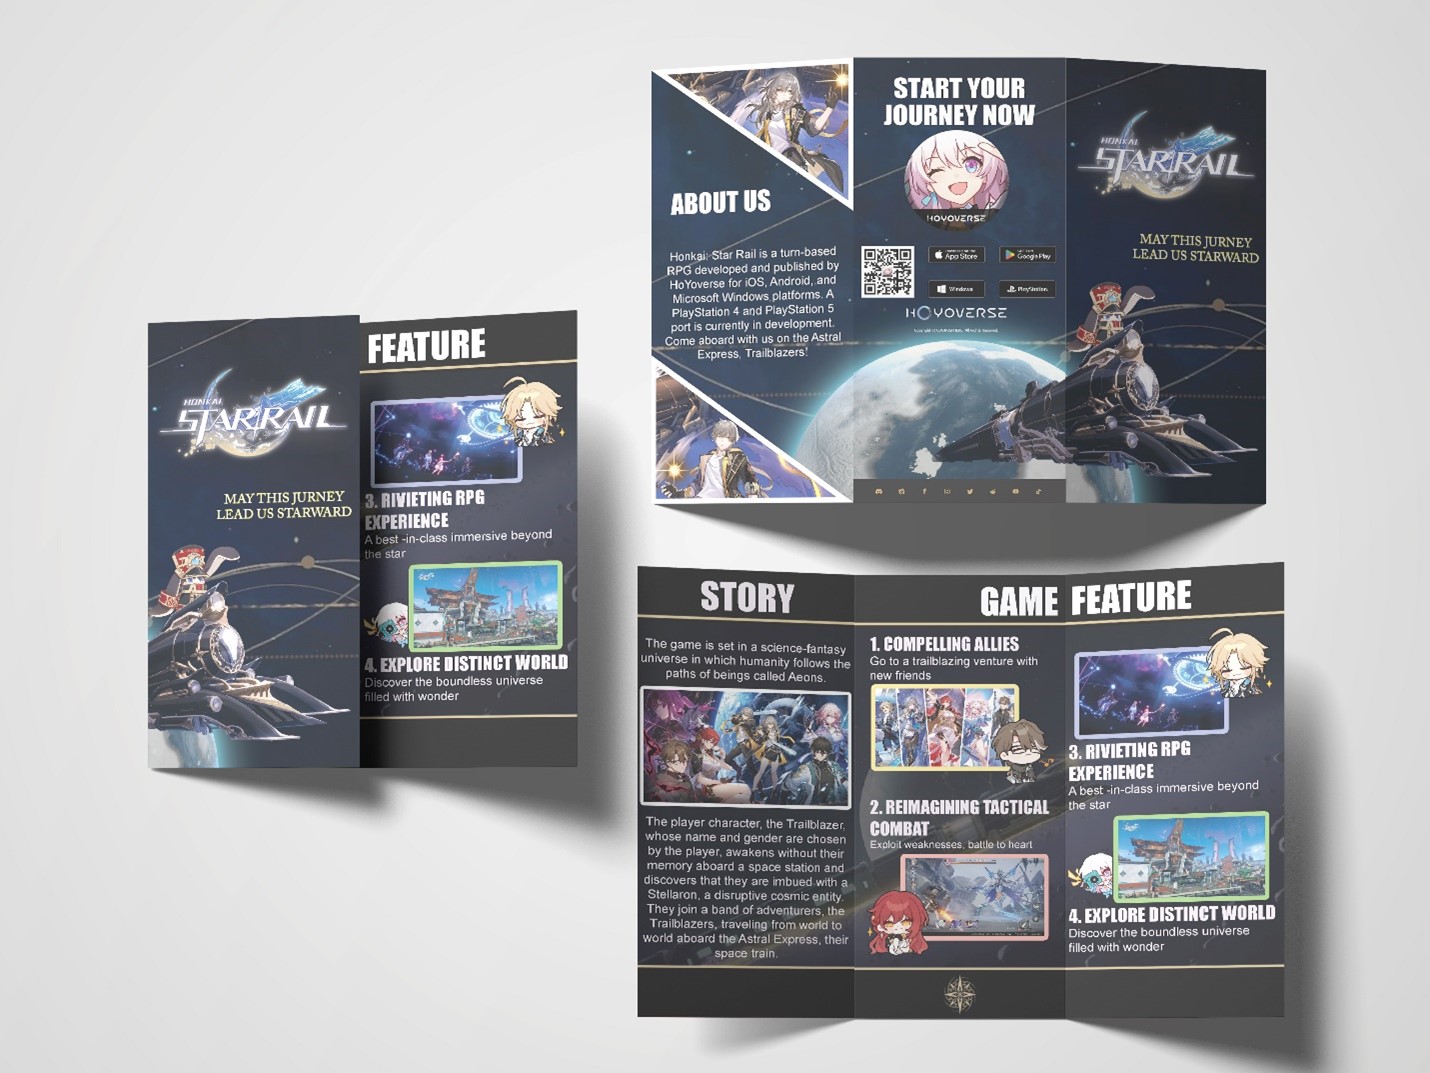 HONKAI
STAR RAIL
MAY THIS JURNEY
LEAD US STARWARD
FEATURE
3. RIVIETING RPG
EXPERIENCE
A best -in-class immersive beyond
the star
4. EXPLORE DISTINCT WORLD
Discover the boundless universe
filled with wonder
ABOUT US
Honkai: Star Rail is a turn-based
RPG developed and published by
HoYoverse for iOS, Android, and
Microsoft Windows platforms. A
PlayStation 4 and PlayStation 5
port is currently in development.
Come aboard with us on the Astral
Express, Trailblazers!
START YOUR
JOURNEY NOW
HOYOVERSE
App Store
Google Play
Windows
PlayStation
HOYOVERSE
HONKAI
STAR RAIL
MAY THIS JURNEY
LEAD US STARWARD
STORY
The game is set in a science-fantasy
universe in which humanity follows the
paths of beings called Aeons.
The player character, the Trailblazer,
whose name and gender are chosen
by the player, awakens without their
memory aboard a space station and
discovers that they are imbued with a
Stellaron, a disruptive cosmic entity.
They join a band of adventurers, the
Trailblazers, traveling from world to
world aboard the Astral Express, their
space train.
GAME FEATURE
1. COMPELLING ALLIES
Go to a trailblazing venture with
new friends
2. REIMAGINING TACTICAL
COMBAT
Exploit weaknesses, battle to heart
3. RIVIETING RPG
EXPERIENCE
A best -in-class immersive beyond
the star
4. EXPLORE DISTINCT WORLD
Discover the boundless universe
filled with wonder